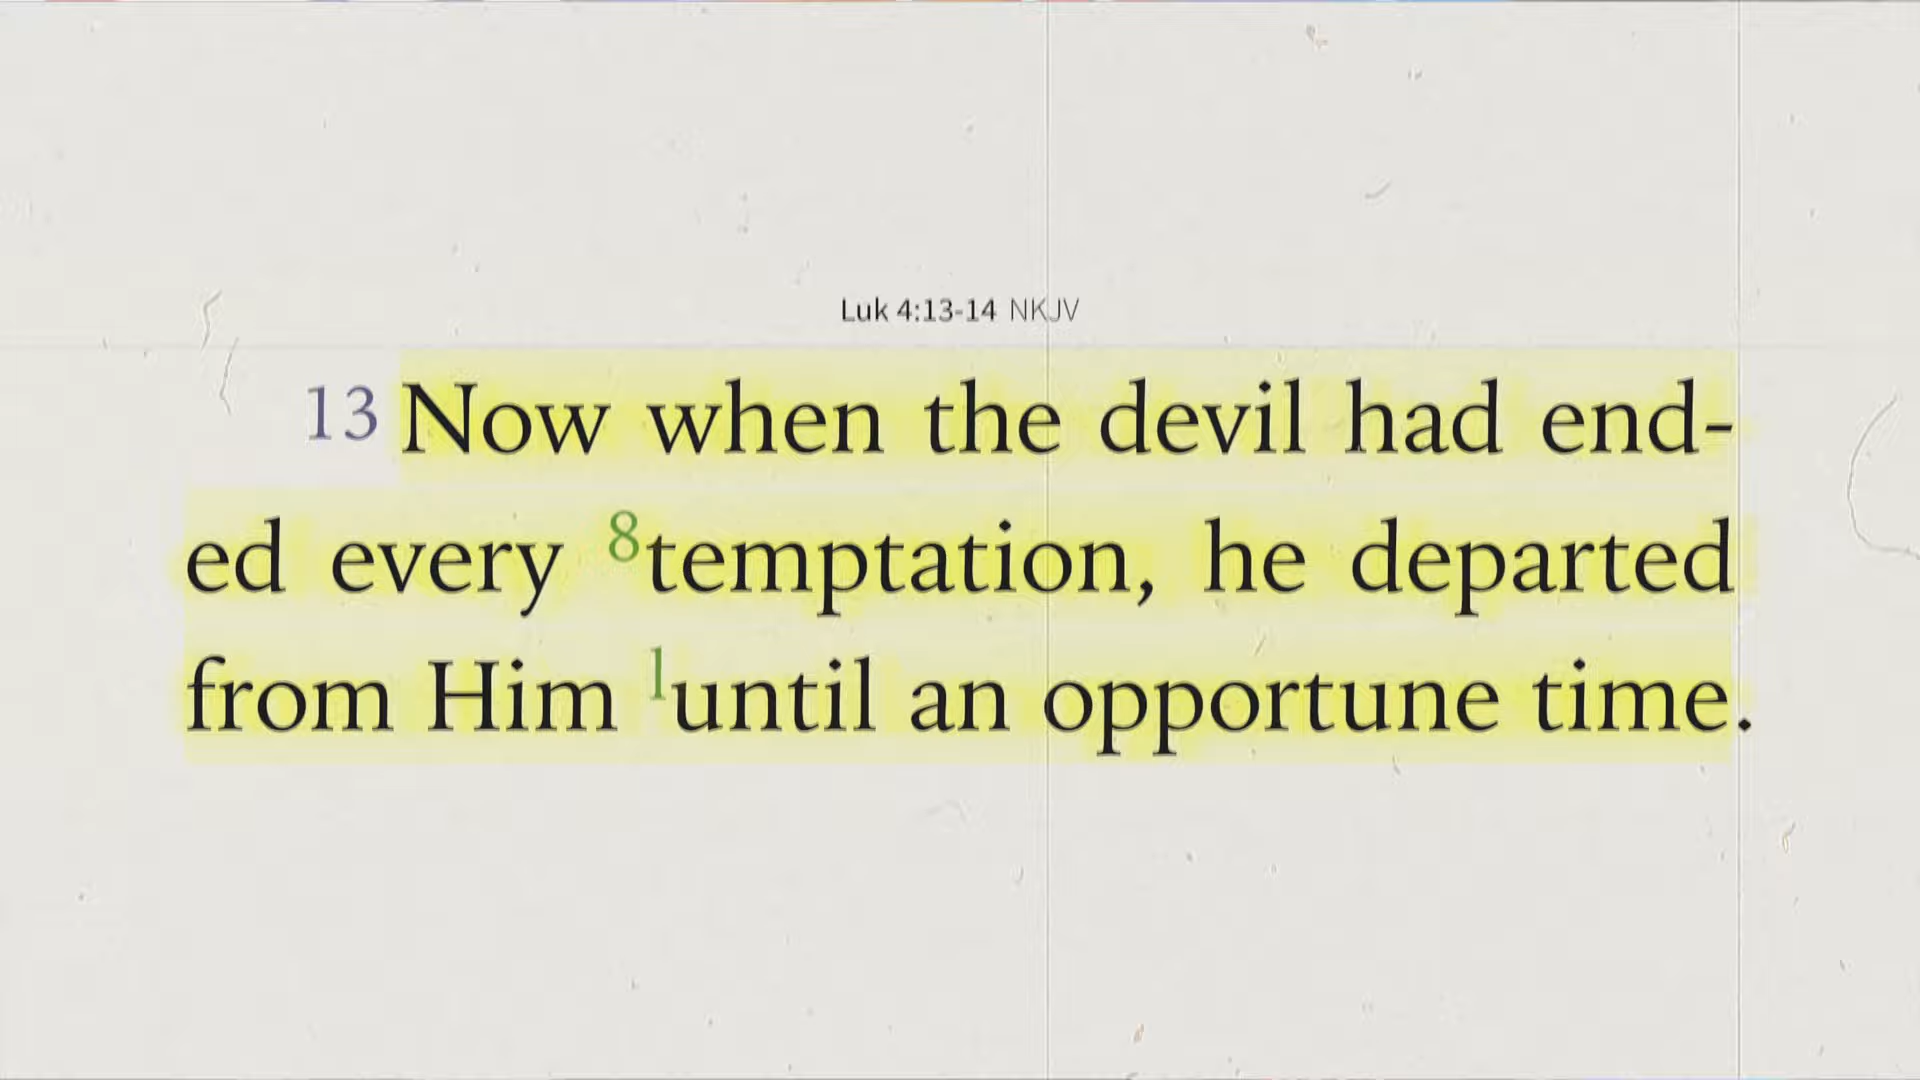 Luk 4:13-14 NKJV
13 Now when the devil had end-
ed every 8temptation, he departed
from Him luntil an opportune time.